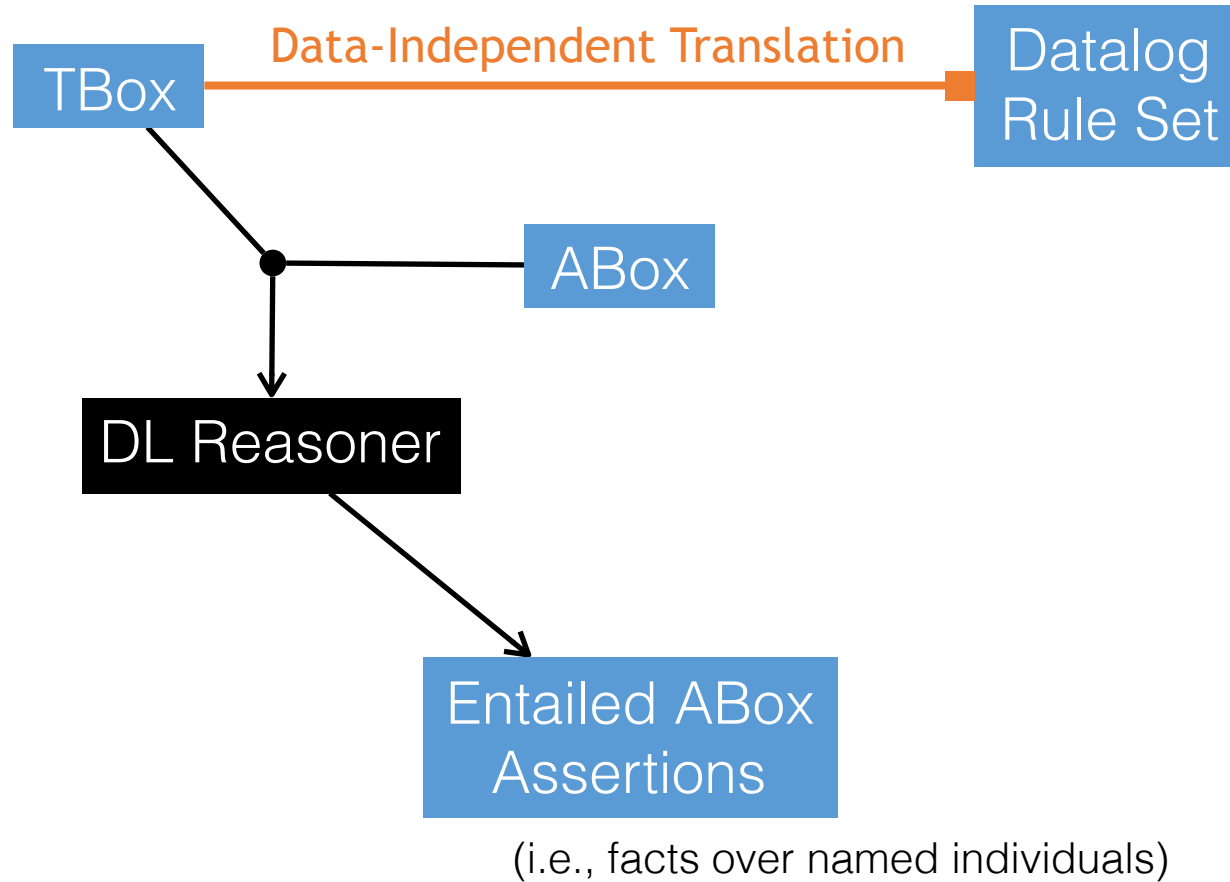 Data-Independent Translation
TBox
Datalog
Rule Set
ABox
DL Reasoner
Entailed ABox
Assertions
(i.e., facts over named individuals)